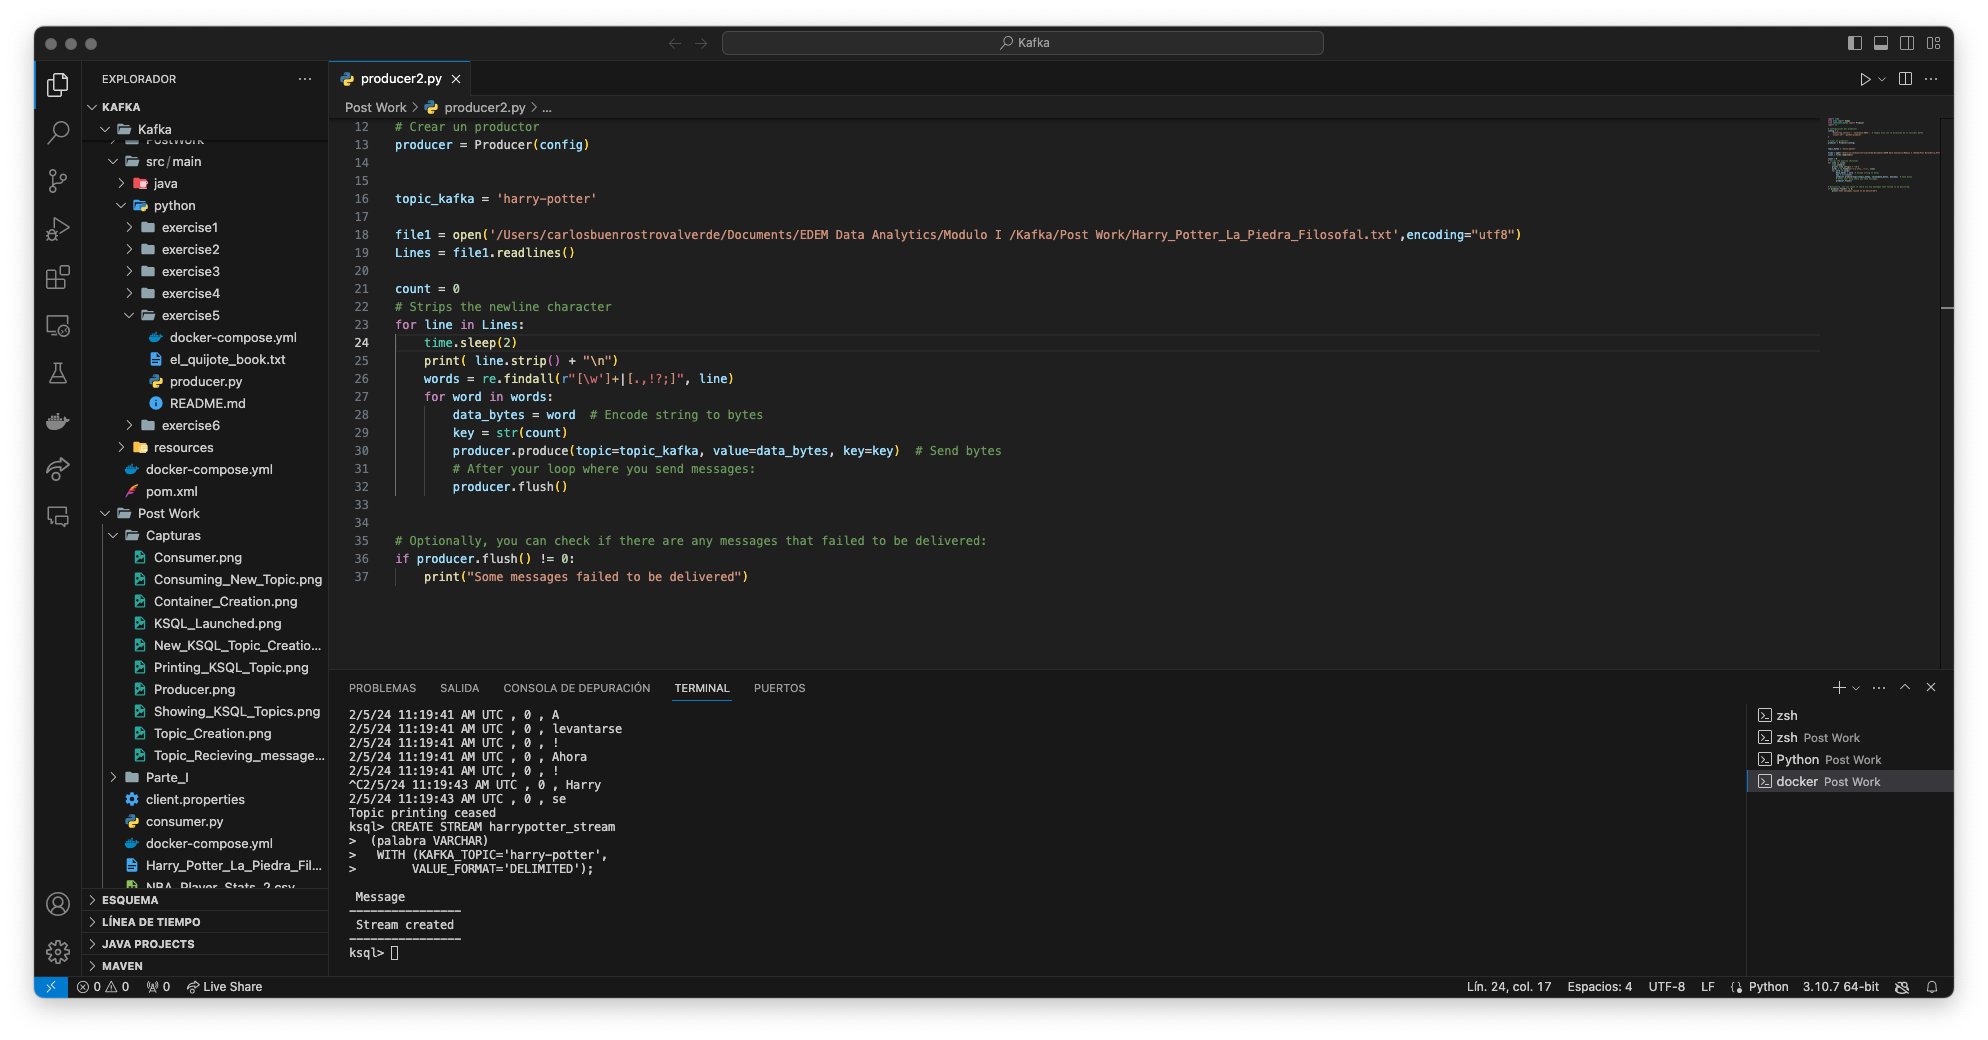 Kafka
EXPLORADOR
KAFKA
Kafka
PostWork
src/main
java
python
exercise1
exercise2
exercise3
exercise4
exercise5
docker-compose.yml
el_quijote_book.txt
producer.py
README.md
exercise6
resources
docker-compose.yml
pom.xml
Post Work
Capturas
Consumer.png
Consuming_New_Topic.png
Container_Creation.png
KSQL_Launched.png
New_KSQL_Topic_Creatio...
Printing_KSQL_Topic.png
Producer.png
Showing_KSQL_Topics.png
Topic_Creation.png
Topic_Recieving_message...
Parte_I
client.properties
consumer.py
docker-compose.yml
Harry_Potter_La_Piedra_Fil...
NBA_Player_Stats_2.csv
ESQUEMA
LÍNEA DE TIEMPO
JAVA PROJECTS
MAVEN
producer2.py
Post Work > producer2.py > ...
12 # Crear un productor
13 producer = Producer(config)
14
15
16 topic_kafka = 'harry-potter'
17
18 file1 = open('/Users/carlosbuenrostrovalverde/Documents/EDEM Data Analytics/Modulo I /Kafka/Post Work/Harry_Potter_La_Piedra_Filosofal.txt',encoding="utf8")
19 Lines = file1.readlines()
20
21 count = 0
22 # Strips the newline character
23 for line in Lines:
24 time.sleep(2)
25 print( line.strip() + "\n")
26 words = re.findall(r"[\w']+|[.,!?;]", line)
27 for word in words:
28 data_bytes = word # Encode string to bytes
29 key = str(count)
30 producer.produce(topic=topic_kafka, value=data_bytes, key=key) # Send bytes
31 # After your loop where you send messages:
32 producer.flush()
33
34
35 # Optionally, you can check if there are any messages that failed to be delivered:
36 if producer.flush() != 0:
37 print("Some messages failed to be delivered")
PROBLEMAS SALIDA CONSOLA DE DEPURACIÓN TERMINAL PUERTOS
2/5/24 11:19:41 AM UTC , 0 , A
2/5/24 11:19:41 AM UTC , 0 , levantarse
2/5/24 11:19:41 AM UTC , 0 , !
2/5/24 11:19:41 AM UTC , 0 , Ahora
2/5/24 11:19:41 AM UTC , 0 , !
^C2/5/24 11:19:43 AM UTC , 0 , Harry
2/5/24 11:19:43 AM UTC , 0 , se
Topic printing ceased
ksql> CREATE STREAM harrypotter_stream
> (palabra VARCHAR)
> WITH (KAFKA_TOPIC='harry-potter',
> VALUE_FORMAT='DELIMITED');
Message
----------------
Stream created
----------------
ksql>
zsh
zsh Post Work
Python Post Work
docker Post Work
0 0 0 Live Share
Lín. 24, col. 17 Espacios: 4 UTF-8 LF Python 3.10.7 64-bit